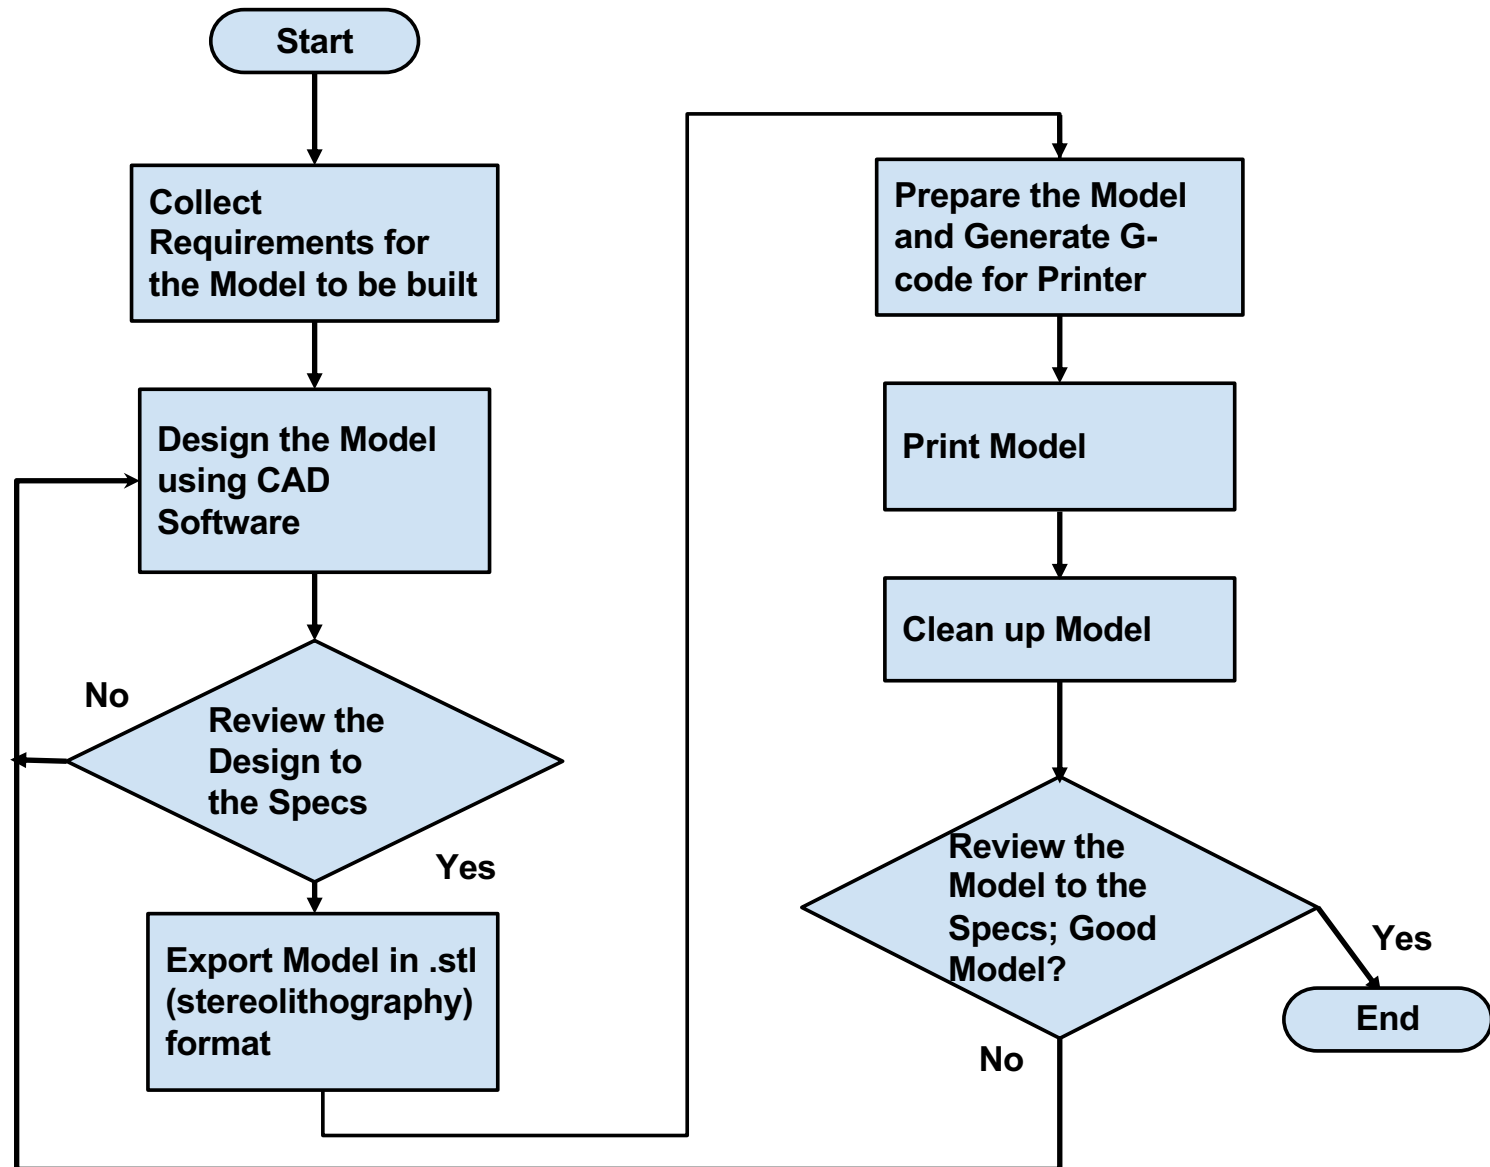 Start
Collect
Requirements for
the Model to be built
Design the Model
using CAD
Software
No
Review the
Design to
the Specs
Yes
Export Model in .stl
(stereolithography)
format
Prepare the Model
and Generate G-
code for Printer
Print Model
Clean up Model
Review the
Model to the
Specs; Good
Model?
Yes
End
No